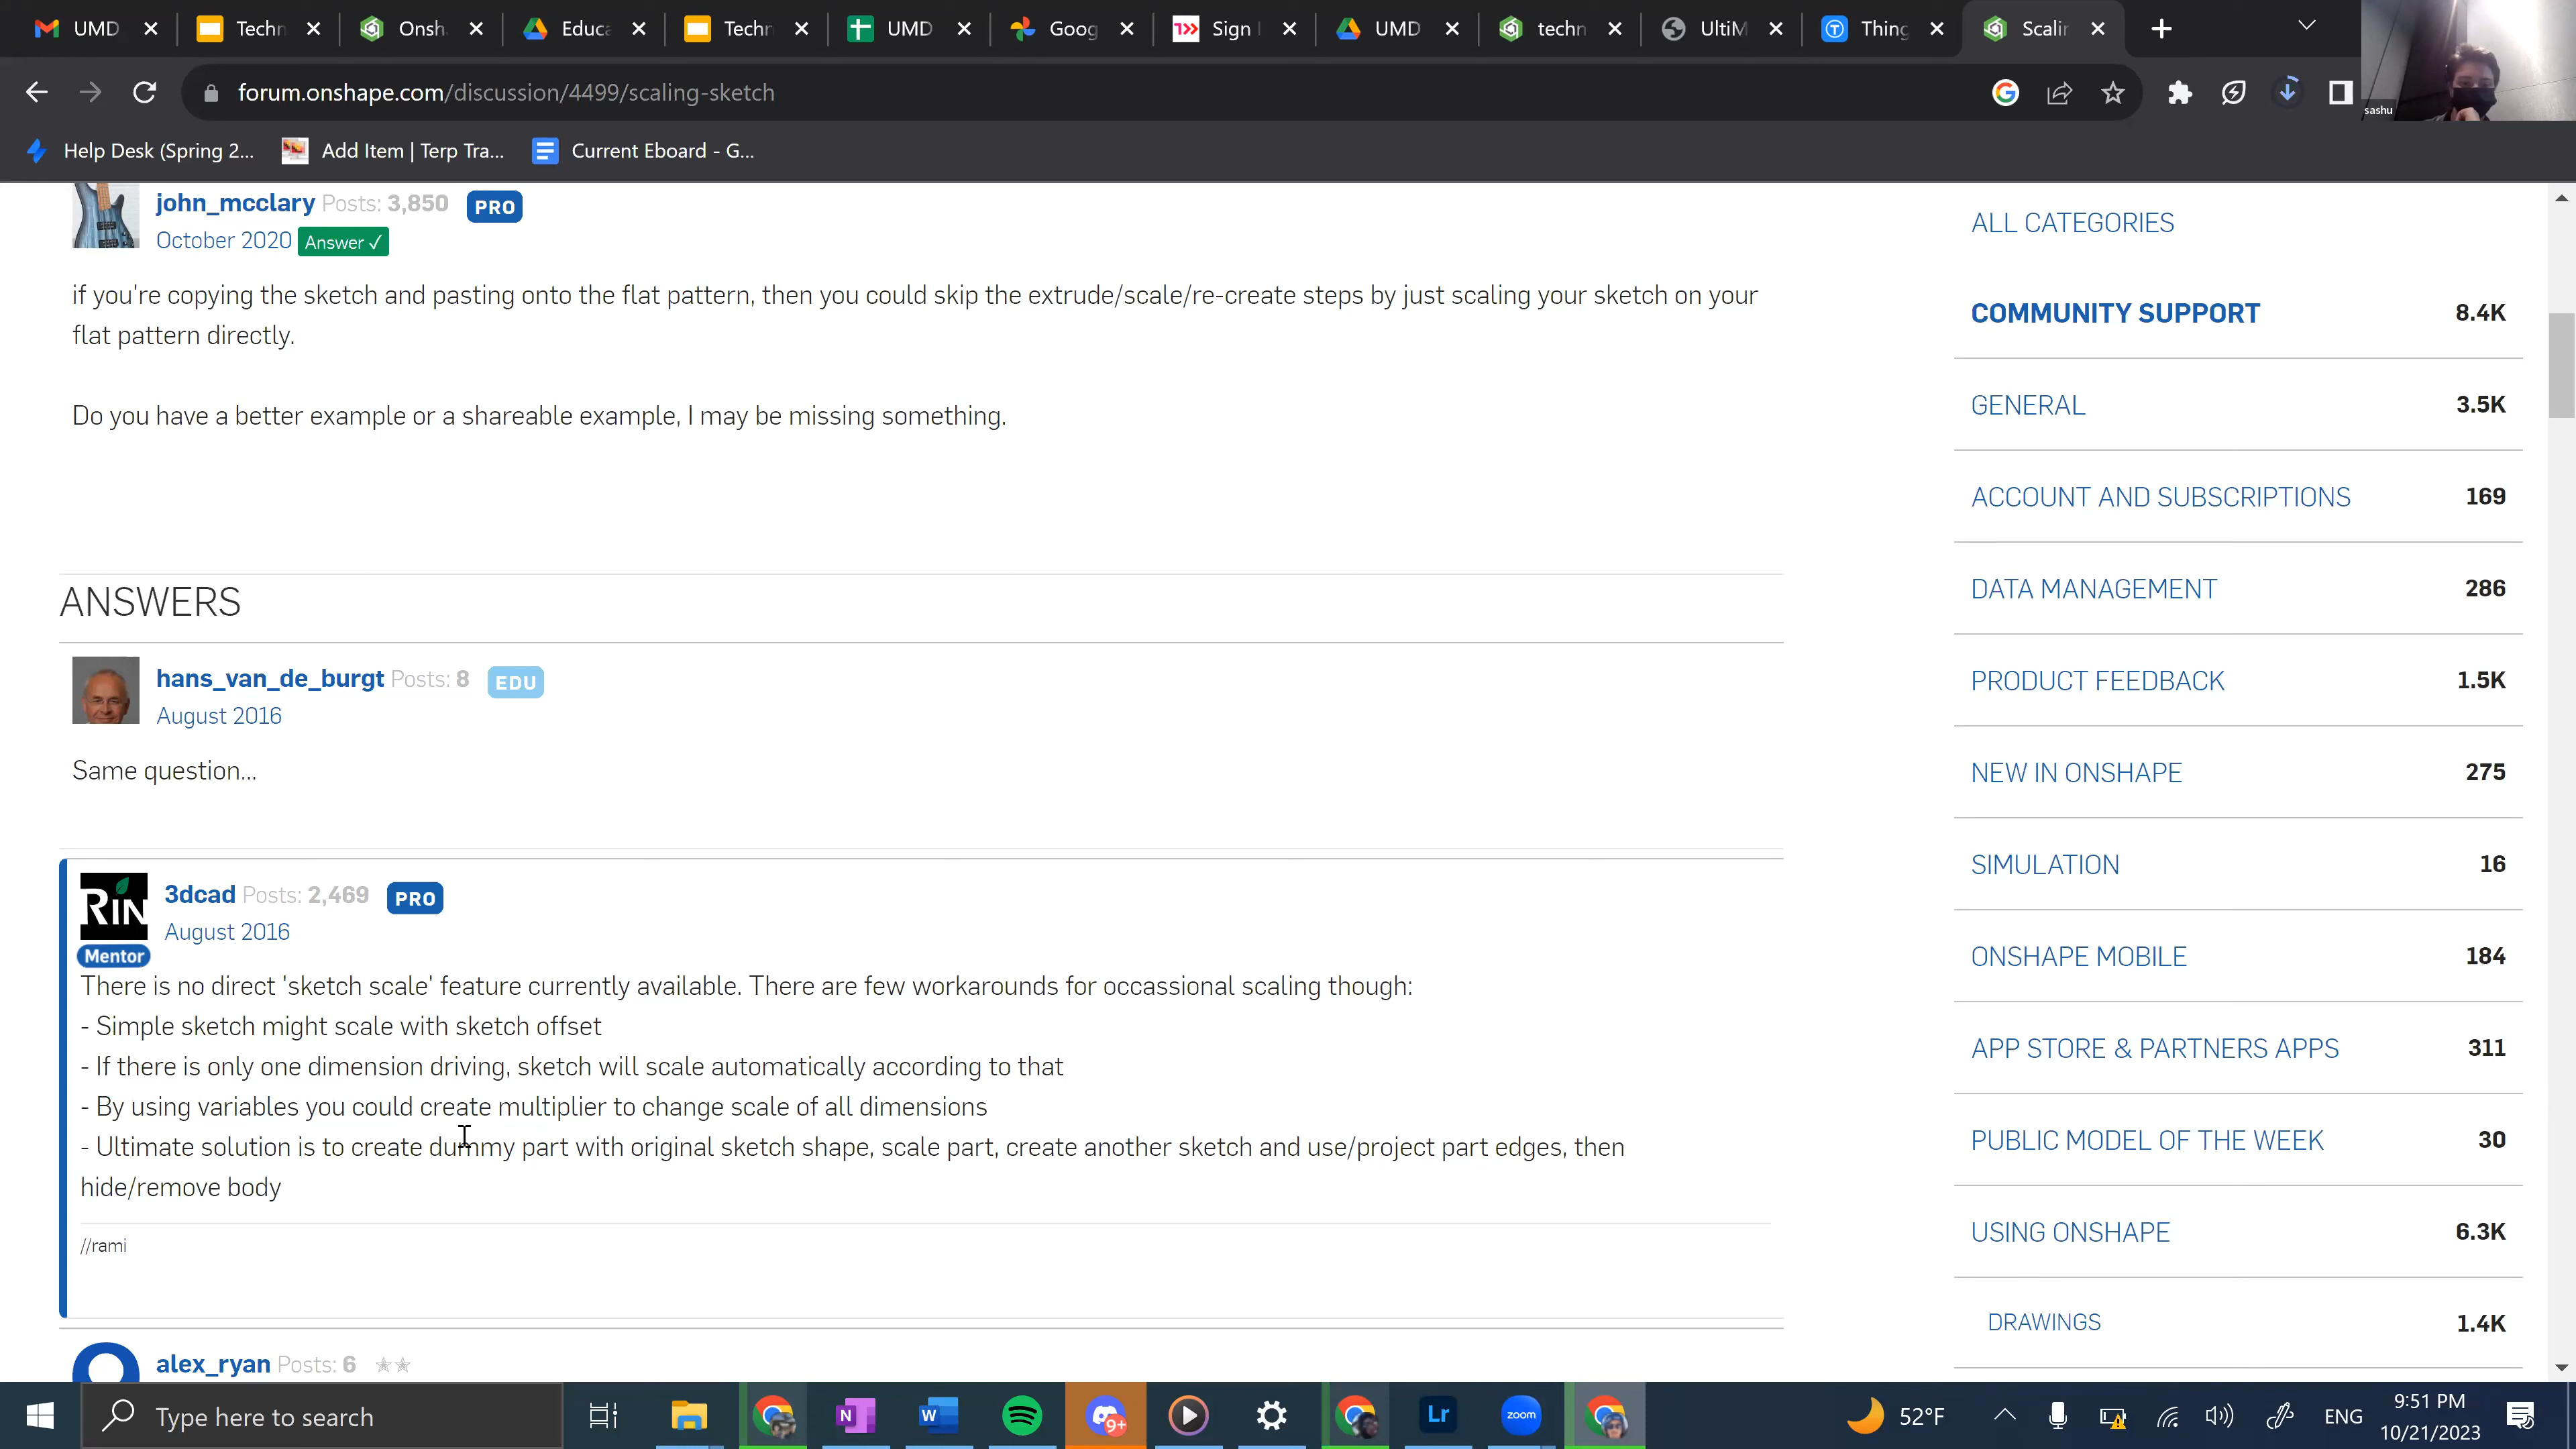 UMD
Techn
Onsh
Educa
Techn
UMD
Goog
Sign
UMD
techn
UltiM
Thing
Scalin
forum.onshape.com/discussion/4499/scaling-sketch
sashu
Help Desk (Spring 2...
Add Item | Terp Tra...
Current Eboard - G...
john_mcclary Posts: 3,850 PRO
October 2020 Answer ✓
if you're copying the sketch and pasting onto the flat pattern, then you could skip the extrude/scale/re-create steps by just scaling your sketch on your
flat pattern directly.
Do you have a better example or a shareable example, I may be missing something.
ANSWERS
hans_van_de_burgt Posts: 8 EDU
August 2016
Same question...
RiN
3dcad Posts: 2,469 PRO
August 2016
Mentor
There is no direct 'sketch scale' feature currently available. There are few workarounds for occassional scaling though:
- Simple sketch might scale with sketch offset
- If there is only one dimension driving, sketch will scale automatically according to that
- By using variables you could create multiplier to change scale of all dimensions
- Ultimate solution is to create dummy part with original sketch shape, scale part, create another sketch and use/project part edges, then
hide/remove body
//rami
alex_ryan Posts: 6
ALL CATEGORIES
COMMUNITY SUPPORT 8.4K
GENERAL 3.5K
ACCOUNT AND SUBSCRIPTIONS 169
DATA MANAGEMENT 286
PRODUCT FEEDBACK 1.5K
NEW IN ONSHAPE 275
SIMULATION 16
ONSHAPE MOBILE 184
APP STORE & PARTNERS APPS 311
PUBLIC MODEL OF THE WEEK 30
USING ONSHAPE 6.3K
DRAWINGS 1.4K
Type here to search
N
W
9+
Lr
zoom
52°F
ENG
9:51 PM
10/21/2023